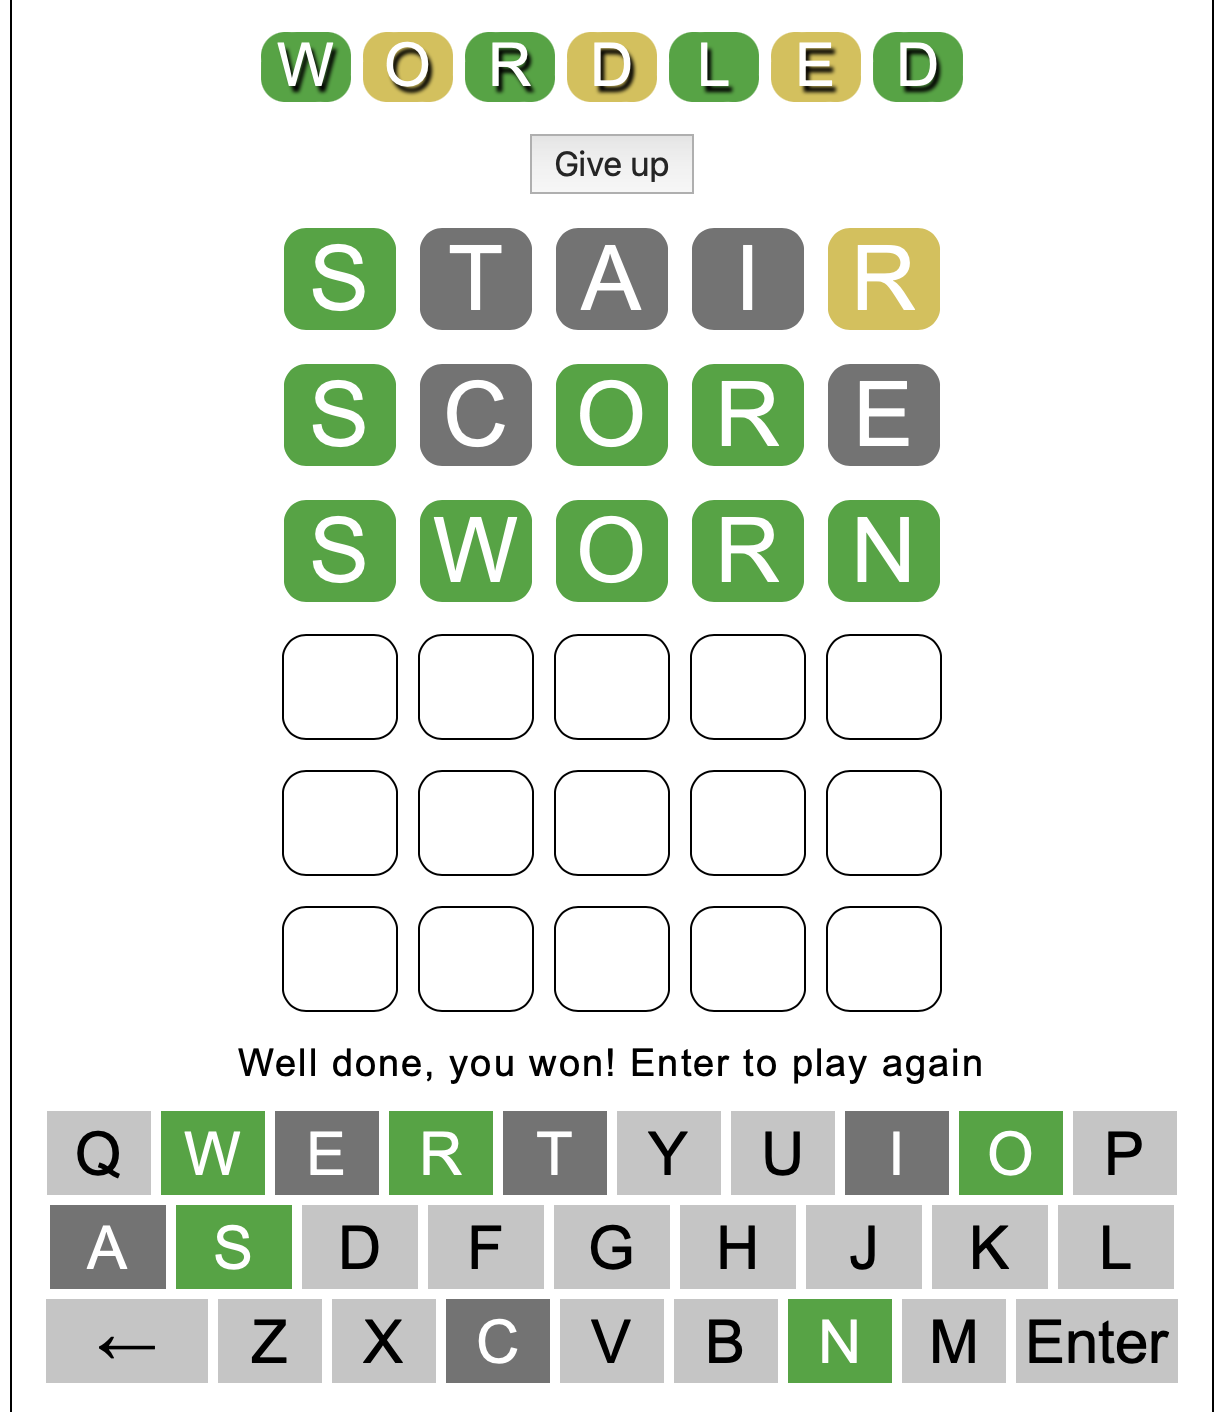 WORDLED
Give up
STAIR
SCORE
SWORN
Well done, you won! Enter to play again
Q W E R T Y U I O P
A S D F G H J K L
← Z X C V B N M Enter